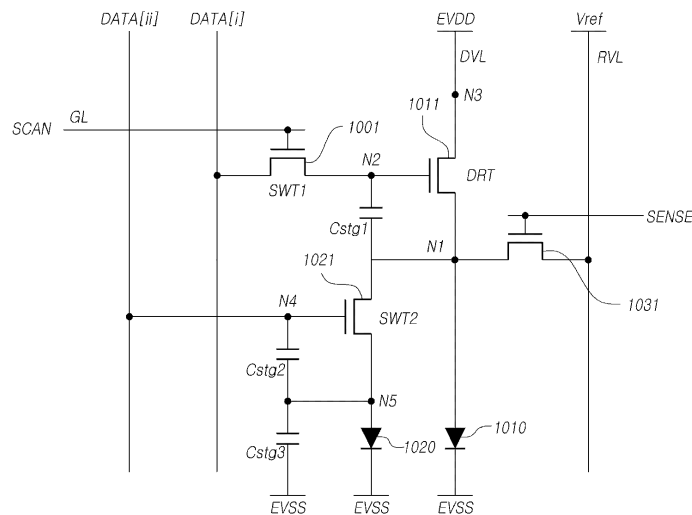 DATA[ii] DATA[i] EVDD Vref
DVL RVL
N3
GL
SCAN
1001
1011
N2
SWT1
DRT
Cstg1
SENSE
N1
1021
1031
N4
SWT2
Cstg2
N5
1020
1010
Cstg3
EVSS EVSS EVSS